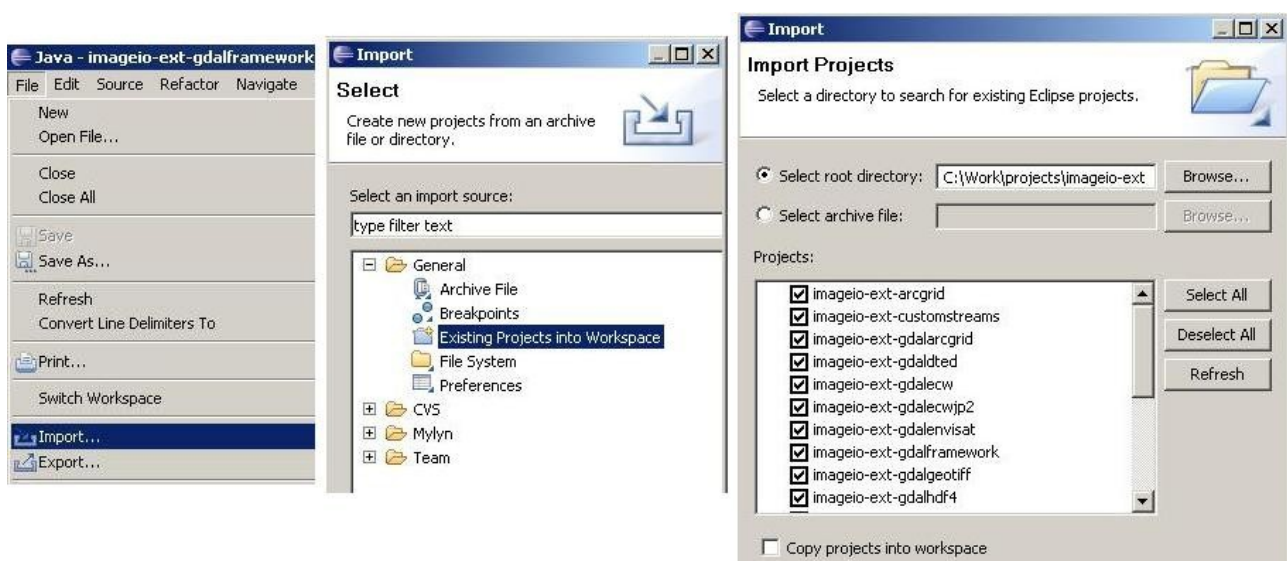 Java - imageio-ext-gdalframework
File Edit Source Refactor Navigate
New
Open File...
Close
Close All
Save
Save As...
Refresh
Convert Line Delimiters To
Print...
Switch Workspace
Import...
Export...
Import
Select
Create new projects from an archive
file or directory.
Select an import source:
type filter text
General
Archive File
Breakpoints
Existing Projects into Workspace
File System
Preferences
CVS
Mylyn
Team
Import
Import Projects
Select a directory to search for existing Eclipse projects.
Select root directory: C:\Work\projects\imageio-ext Browse...
Select archive file: Browse...
Projects:
imageio-ext-arcgrid
imageio-ext-customstreams
imageio-ext-gdalarcgrid
imageio-ext-gdaldted
imageio-ext-gdalecw
imageio-ext-gdalecwjp2
imageio-ext-gdalenvisat
imageio-ext-gdalframework
imageio-ext-gdalgeotiff
imageio-ext-gdalhdf4
Select All
Deselect All
Refresh
Copy projects into workspace